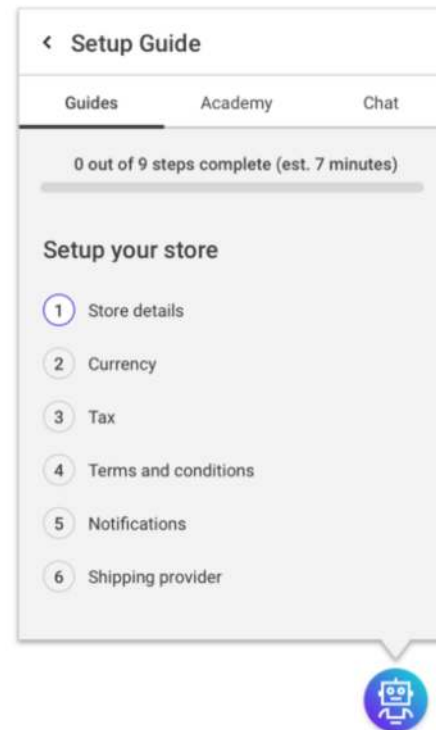 Setup Guide
Guides Academy Chat
0 out of 9 steps complete (est. 7 minutes)
Setup your store
1 Store details
2 Currency
3 Tax
4 Terms and conditions
5 Notifications
6 Shipping provider